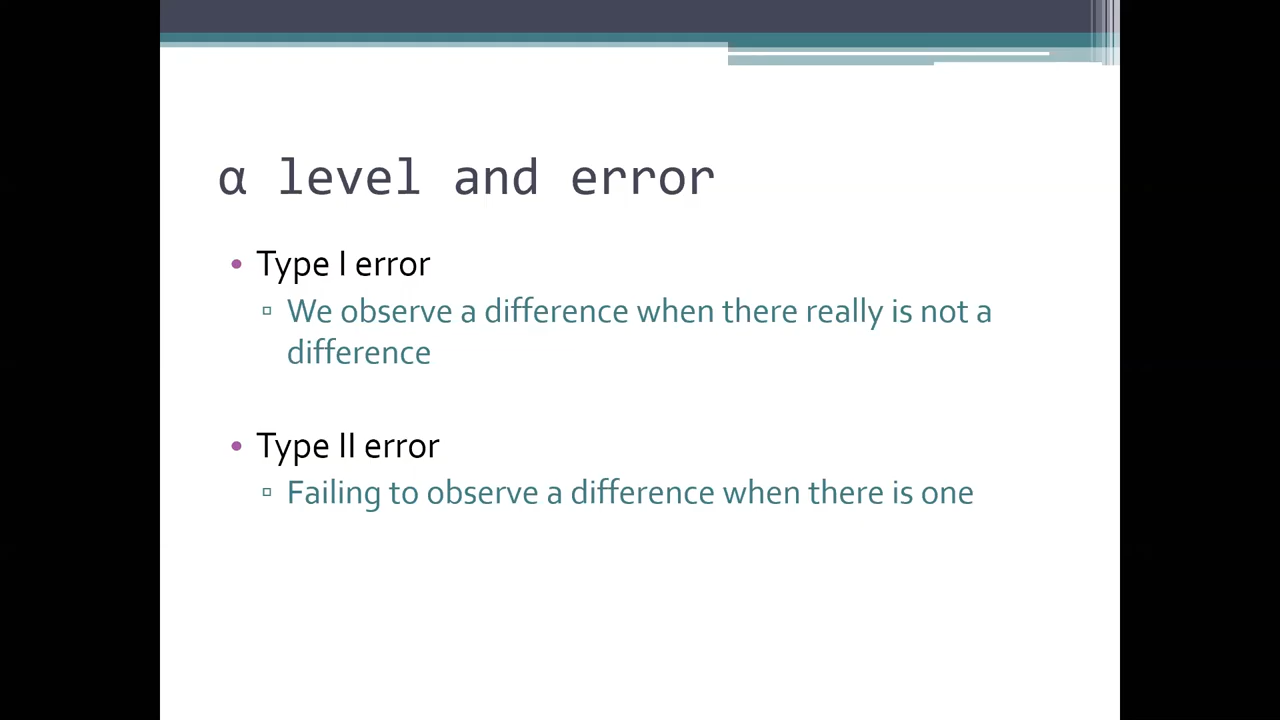 α level and error
• Type I error
▫ We observe a difference when there really is not a
difference
• Type II error
▫ Failing to observe a difference when there is one